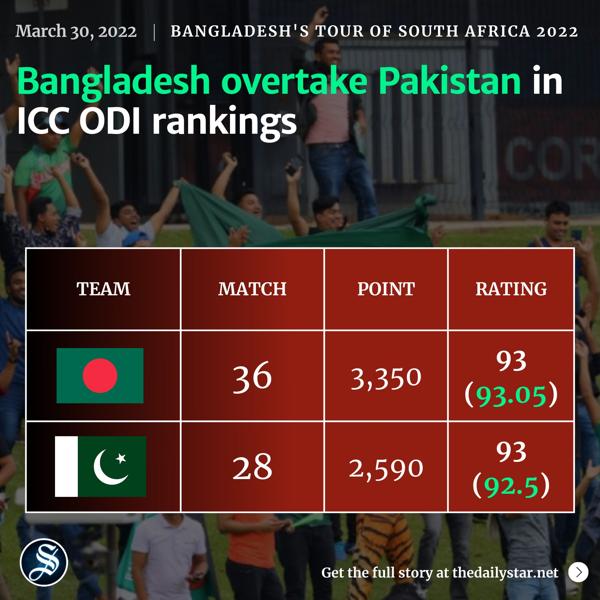 March 30, 2022 | BANGLADESH'S TOUR OF SOUTH AFRICA 2022
Bangladesh overtake Pakistan in
ICC ODI rankings
COR
TEAM MATCH POINT RATING
36 3,350 93
(93.05)
28 2,590 93
(92.5)
S
Get the full story at thedailystar.net